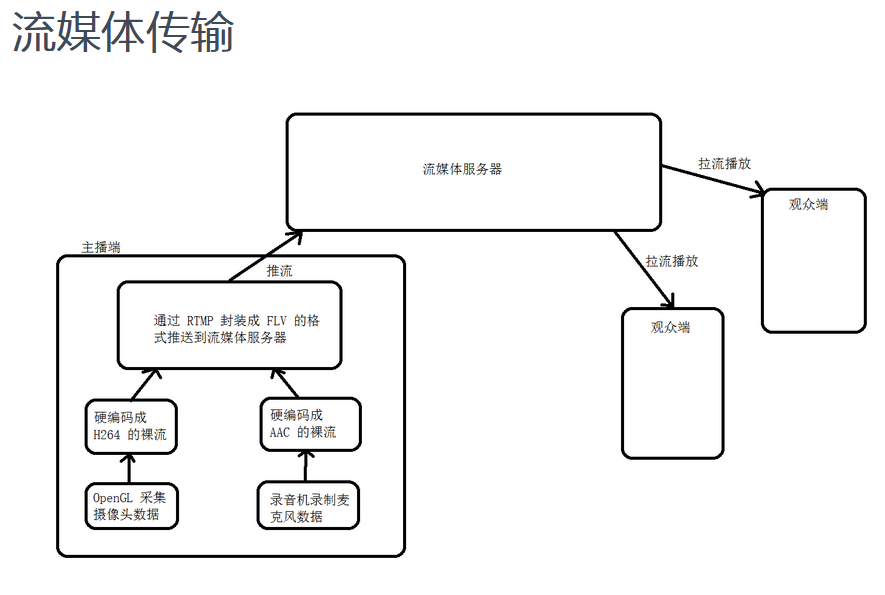 流媒体传输
流媒体服务器
拉流播放
观众端
拉流播放
观众端
主播端
推流
通过 RTMP 封装成 FLV 的格
式推送到流媒体服务器
硬编码成
H264 的裸流
硬编码成
AAC 的裸流
OpenGL 采集
摄像头数据
录音机录制麦
克风数据